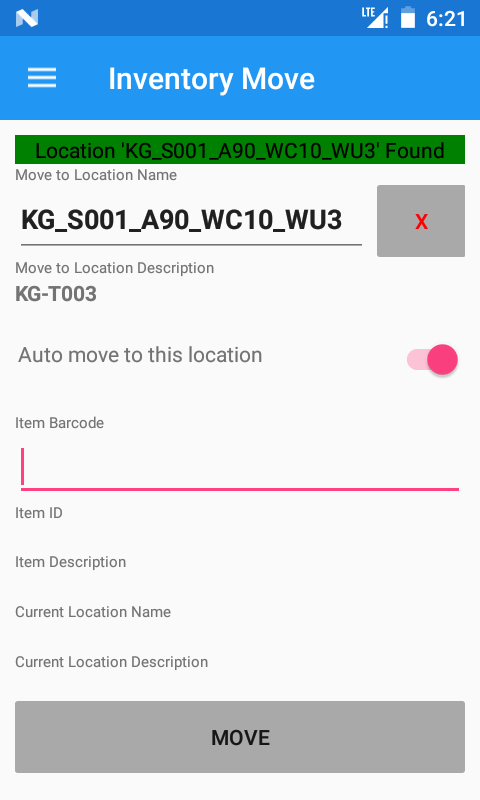 LTE 6:21
Inventory Move
Location 'KG_S001_A90_WC10_WU3' Found
Move to Location Name
KG_S001_A90_WC10_WU3
X
Move to Location Description
KG-T003
Auto move to this location
Item Barcode
Item ID
Item Description
Current Location Name
Current Location Description
MOVE